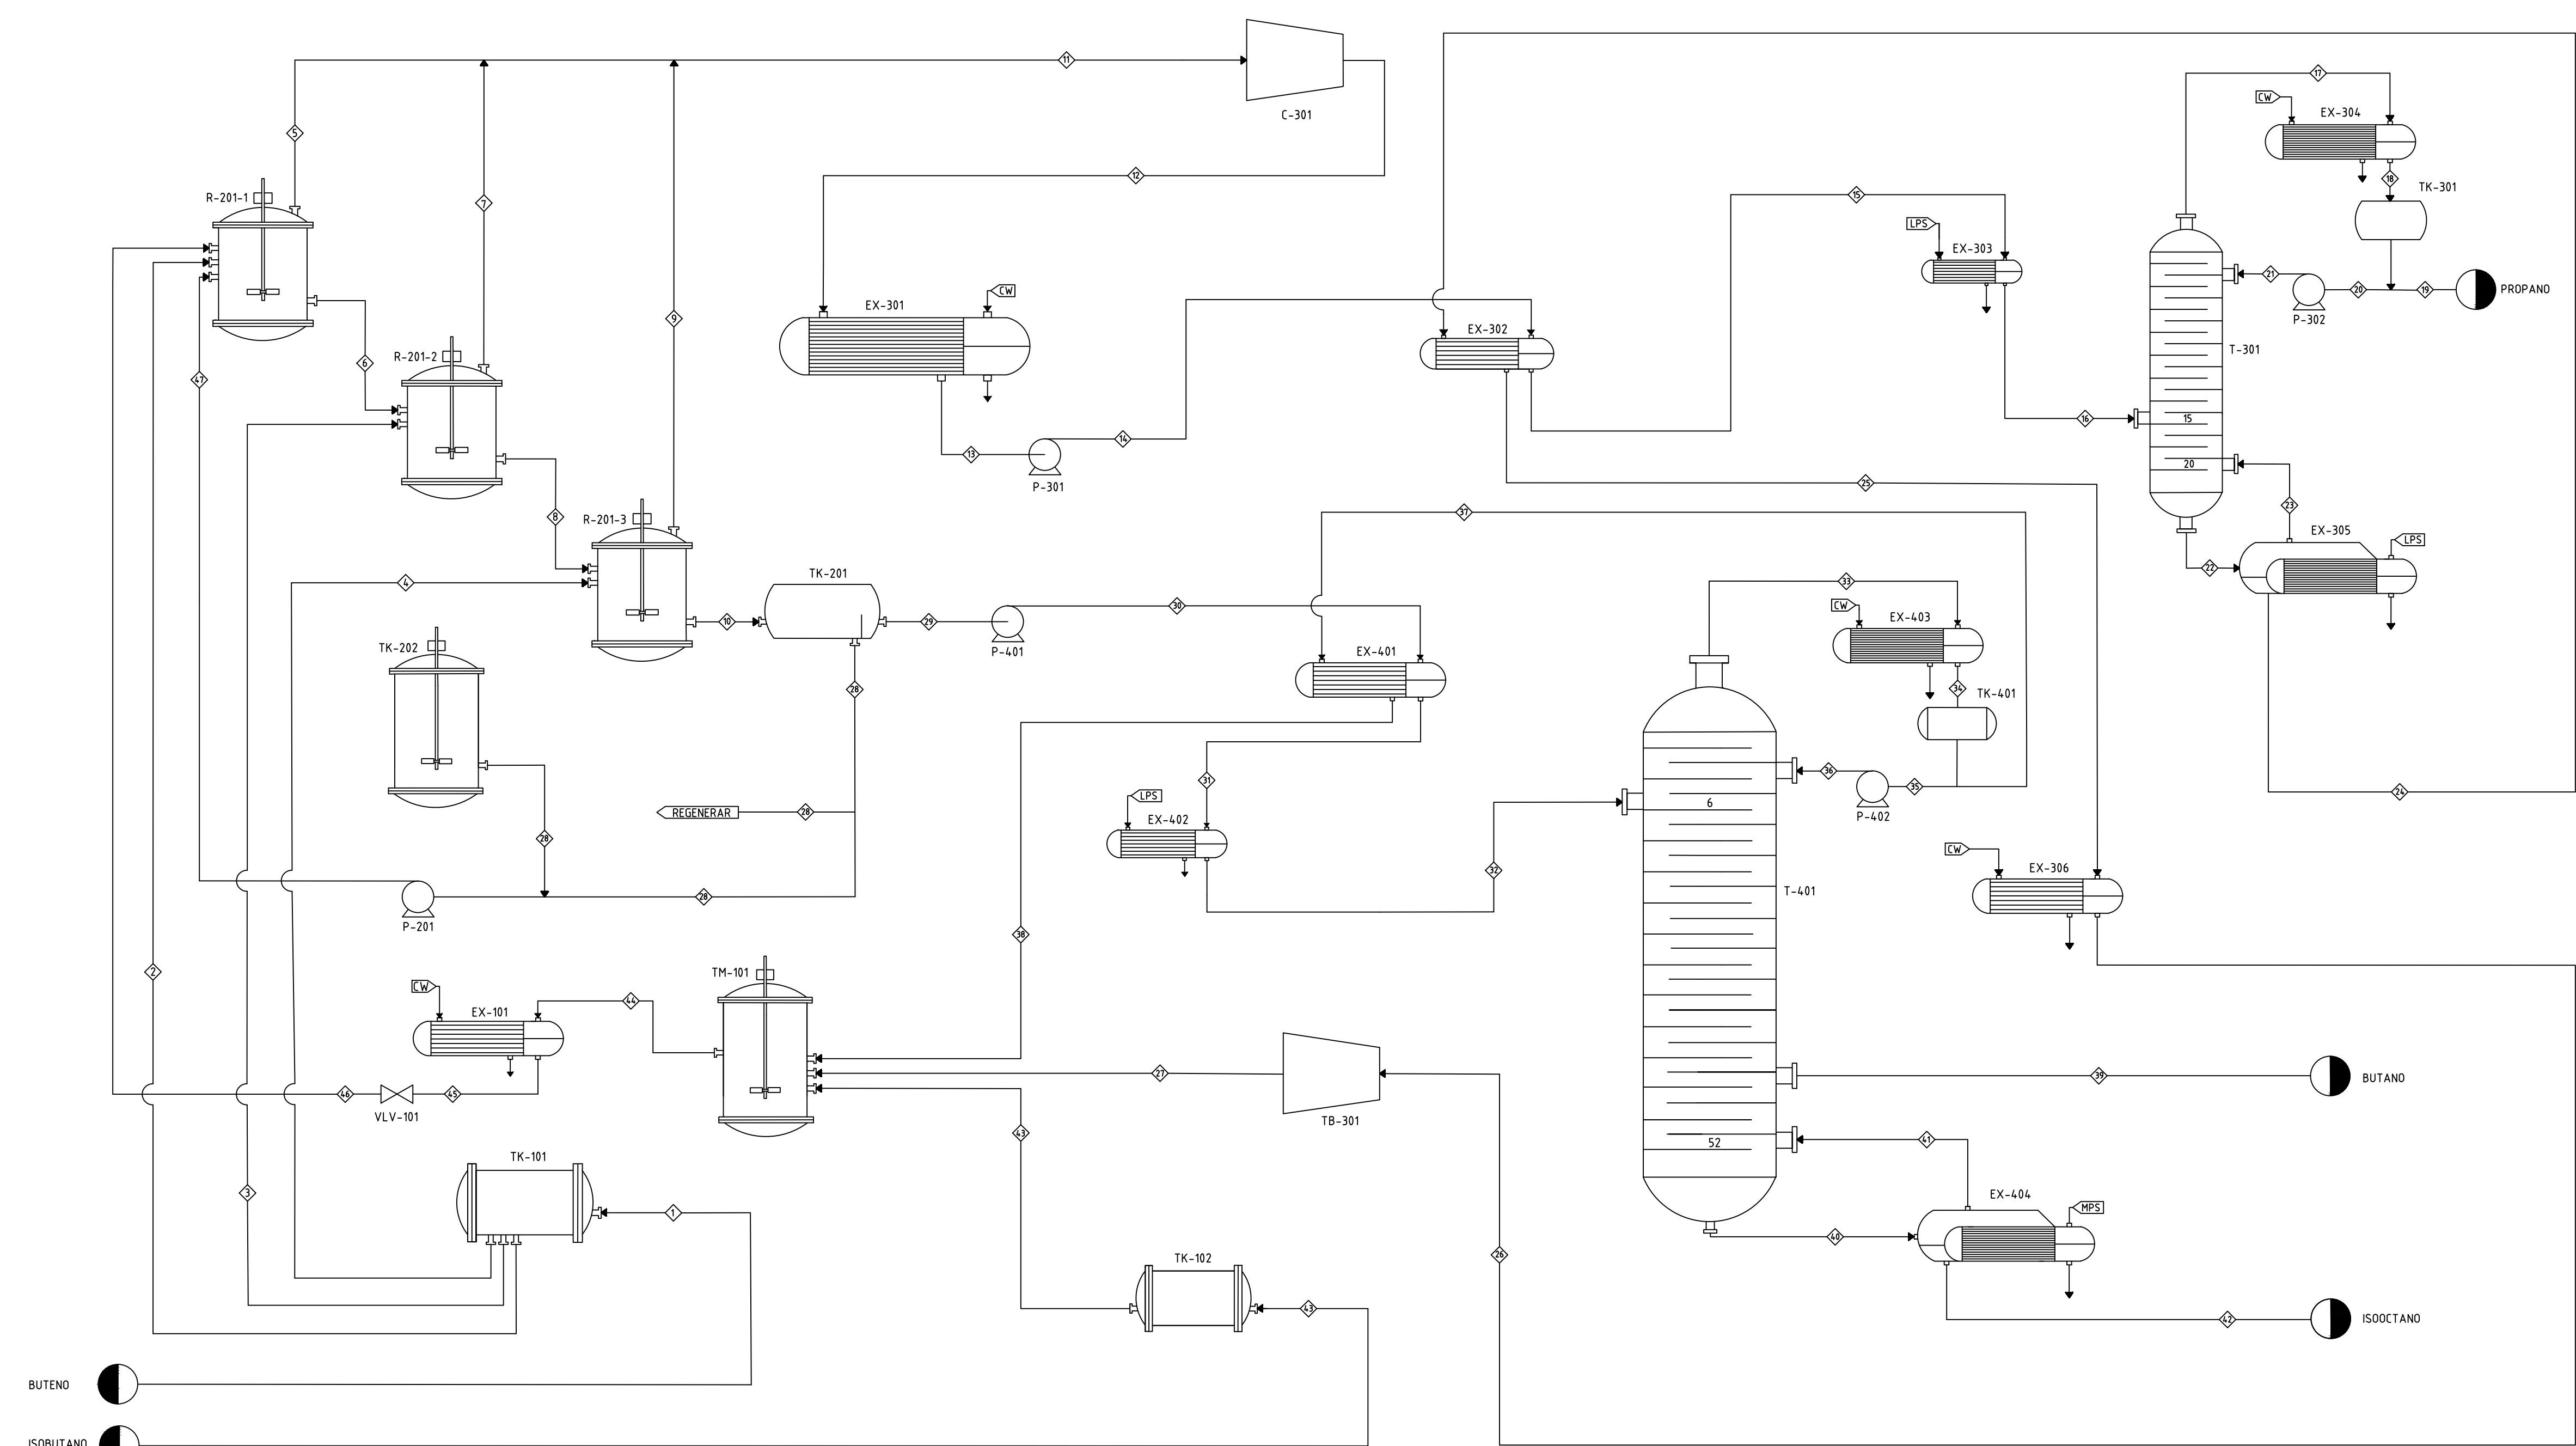 17
CW
EX-304
11
C-301
5
18
TK-301
12
R-201-1
15
7
LPS
EX-303
21
20
19
PROPANO
P-302
CW
EX-301
9
EX-302
T-301
R-201-2
6
47
16
15
14
13
P-301
20
25
23
37
R-201-3
8
EX-305
LPS
22
TK-201
4
33
30
CW
EX-403
10
29
P-401
EX-401
TK-202
28
34
TK-401
31
36
35
P-402
24
LPS
EX-402
6
REGENERAR
28
28
CW
EX-306
32
T-401
28
P-201
38
2
TM-101
CW
EX-101
44
27
39
BUTANO
46
45
VLV-101
TB-301
43
41
52
TK-101
3
1
EX-404
MPS
40
26
TK-102
43
42
ISOOCTANO
BUTENO
ISOBUTANO